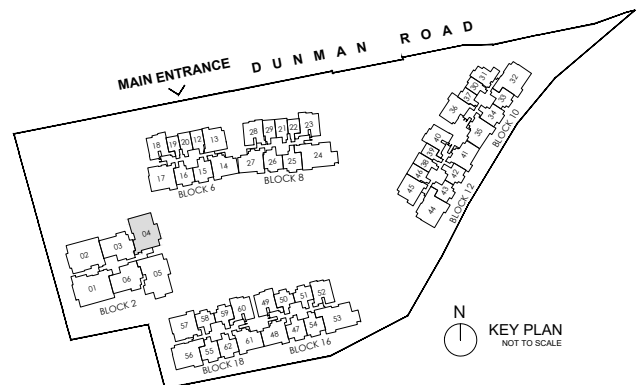 DUNMAN ROAD
MAIN ENTRANCE
18 19 20 12 13
17 16 15 14
BLOCK 6
28 29 21 22 23
27 26 25 24
BLOCK 8
32
31
30
37
36
33
34
35
BLOCK 10
40
39
38
46
45
41
42
43
44
BLOCK 12
02 03 04
01 06 05
BLOCK 2
57 58 59 60
56 55 62 61
BLOCK 18
49 50 51 52
48 47 54 53
BLOCK 16
N
KEY PLAN
NOT TO SCALE